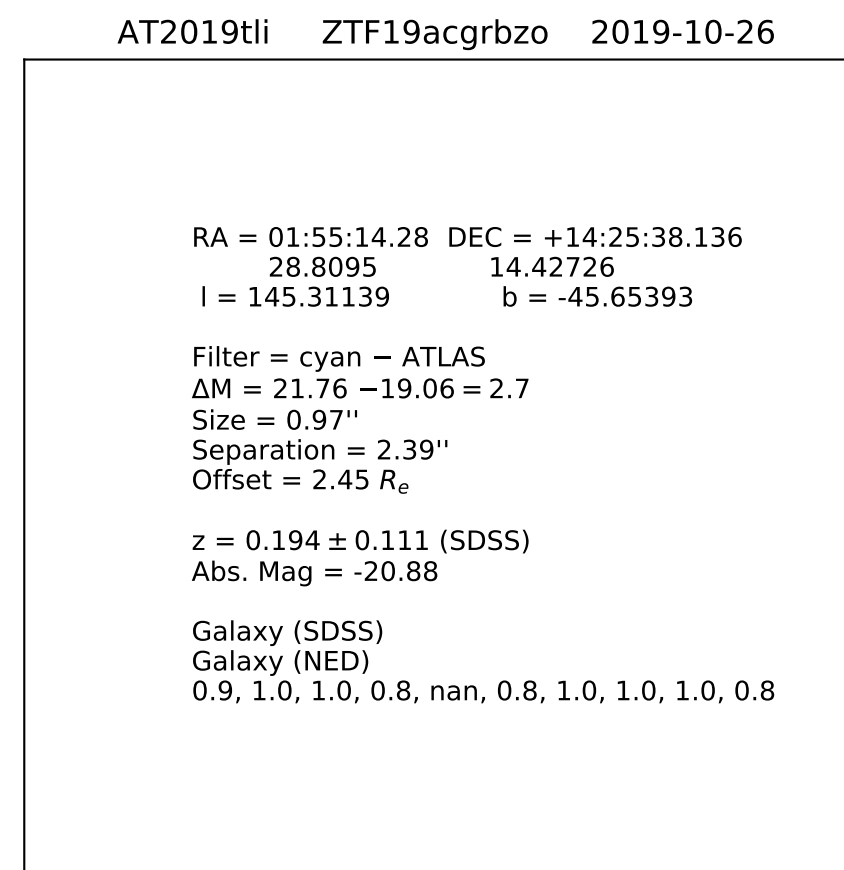 AT2019tli ZTF19acgrbzo 2019-10-26
RA = 01:55:14.28 DEC = +14:25:38.136
28.8095 14.42726
l = 145.31139 b = -45.65393
Filter = cyan − ATLAS
ΔM = 21.76 −19.06 = 2.7
Size = 0.97''
Separation = 2.39''
Offset = 2.45 Rₑ
z = 0.194 ± 0.111 (SDSS)
Abs. Mag = -20.88
Galaxy (SDSS)
Galaxy (NED)
0.9, 1.0, 1.0, 0.8, nan, 0.8, 1.0, 1.0, 1.0, 0.8